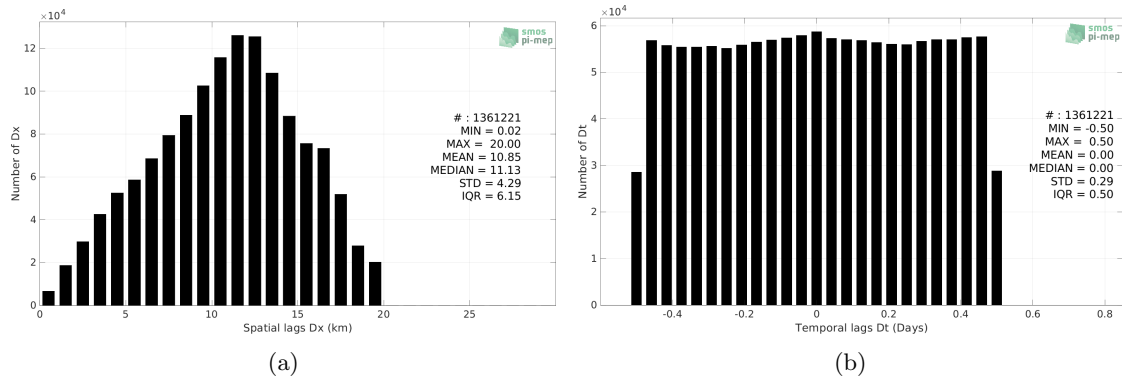 ×10⁴
smos
pi-mep
12
10
8
6
4
2
0
Number of Dx
# : 1361221
MIN = 0.02
MAX = 20.00
MEAN = 10.85
MEDIAN = 11.13
STD = 4.29
IQR = 6.15
0 5 10 15 20 25
Spatial lags Dx (km)
(a)
×10⁴
smos
pi-mep
6
5
4
3
2
1
0
Number of Dt
# : 1361221
MIN = -0.50
MAX = 0.50
MEAN = 0.00
MEDIAN = 0.00
STD = 0.29
IQR = 0.50
-0.4 -0.2 0 0.2 0.4 0.6 0.8
Temporal lags Dt (Days)
(b)